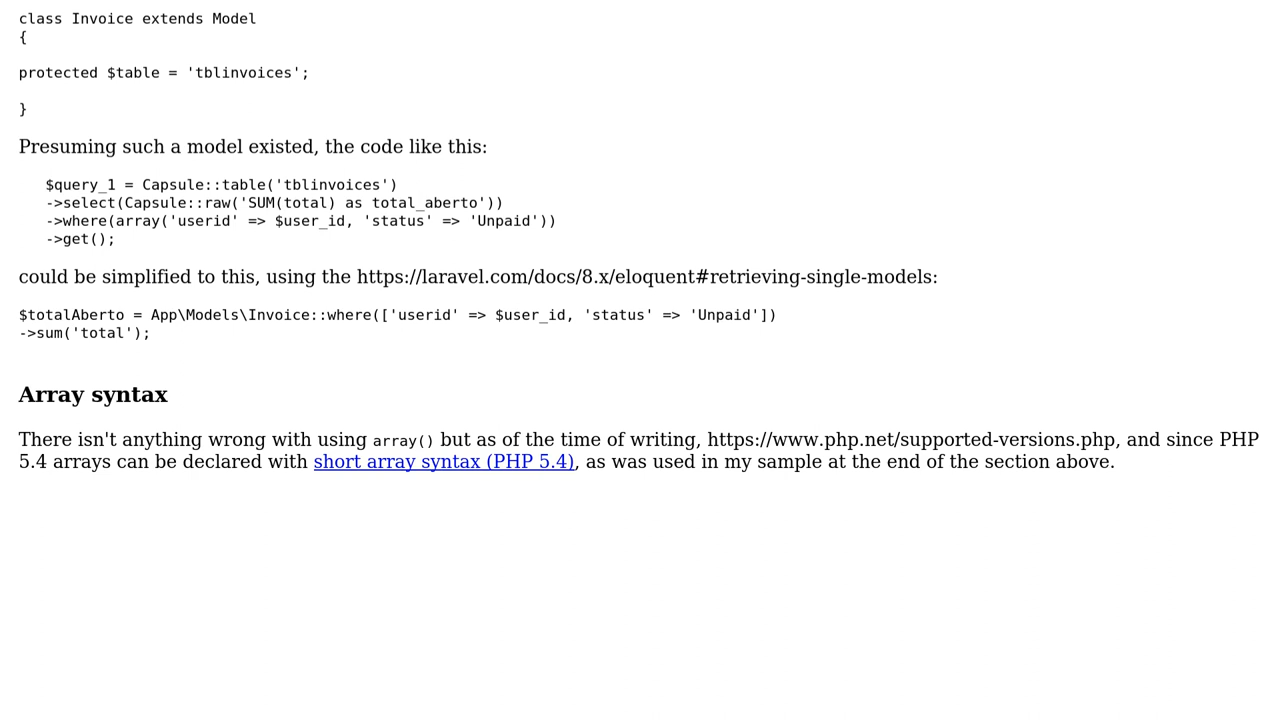 class Invoice extends Model
{
protected $table = 'tblinvoices';
}
Presuming such a model existed, the code like this:
$query_1 = Capsule::table('tblinvoices')
->select(Capsule::raw('SUM(total) as total_aberto'))
->where(array('userid' => $user_id, 'status' => 'Unpaid'))
->get();
could be simplified to this, using the https://laravel.com/docs/8.x/eloquent#retrieving-single-models:
$totalAberto = App\Models\Invoice::where(['userid' => $user_id, 'status' => 'Unpaid'])
->sum('total');
Array syntax
There isn't anything wrong with using array() but as of the time of writing, https://www.php.net/supported-versions.php, and since PHP
5.4 arrays can be declared with short array syntax (PHP 5.4), as was used in my sample at the end of the section above.